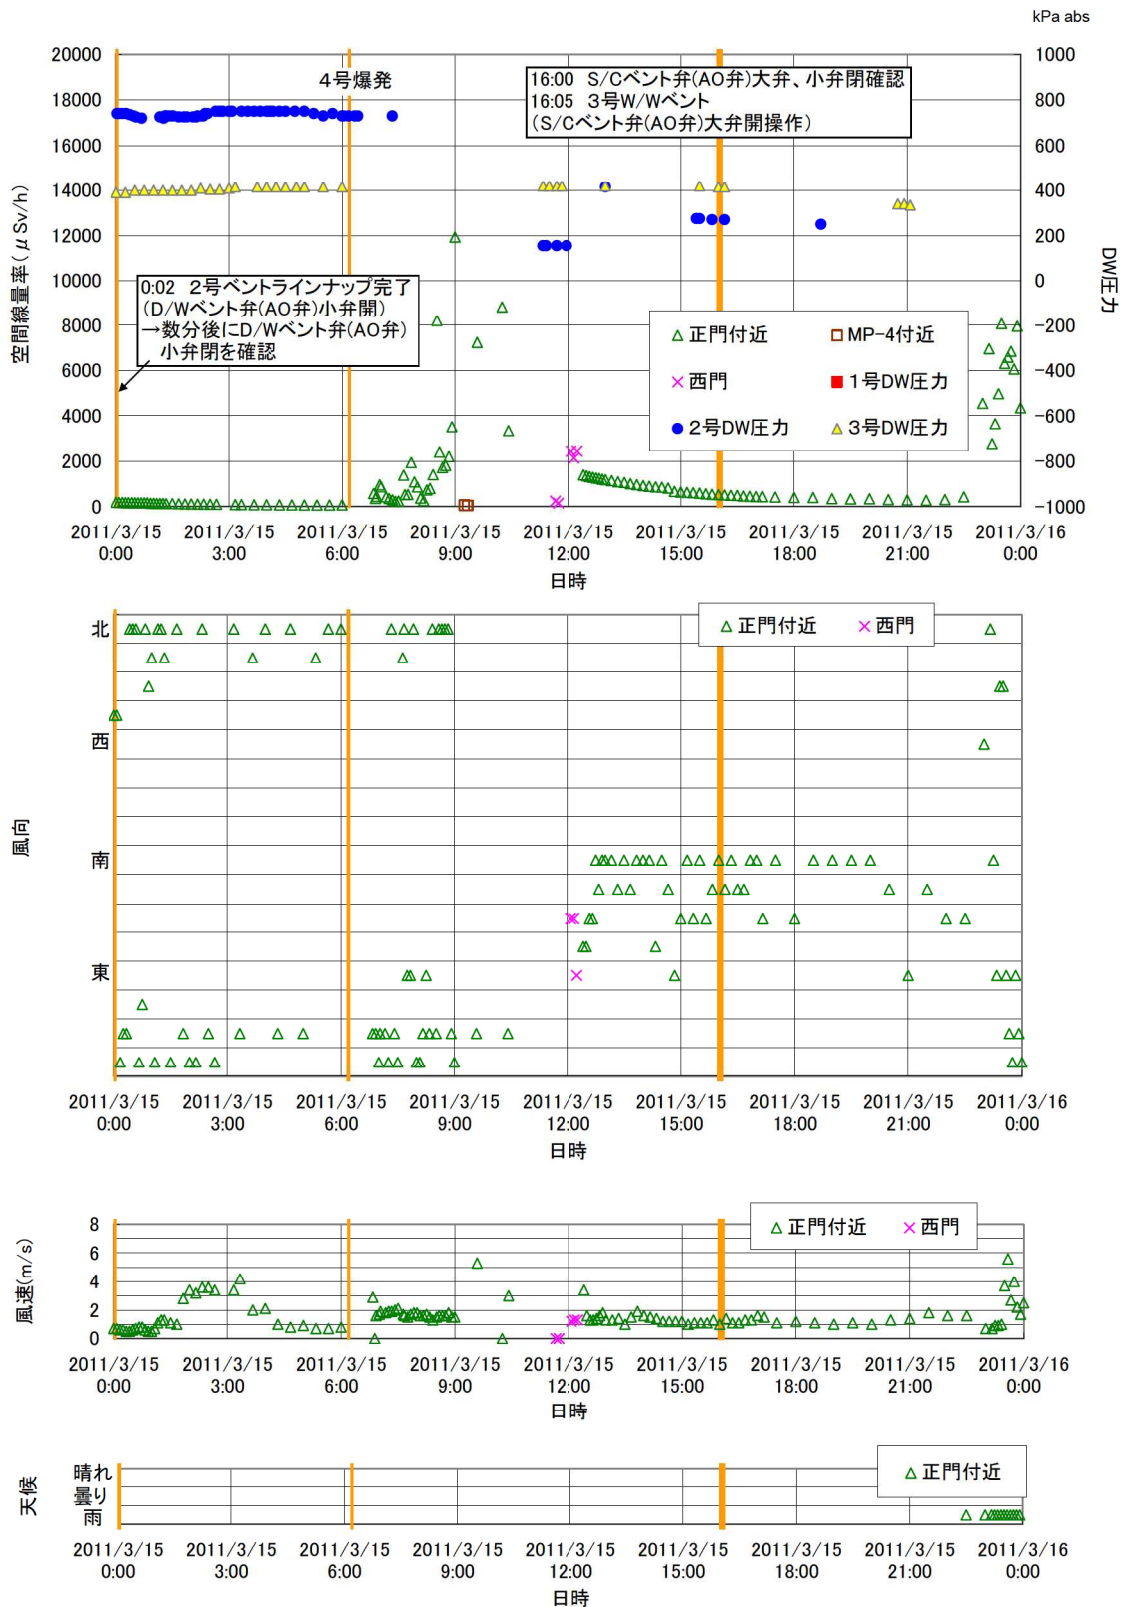 kPa abs
20000
18000
16000
14000
12000
10000
8000
6000
4000
2000
0
1000
800
600
400
200
0
−200
−400
−600
−800
−1000
空間線量率(μSv/h)
DW圧力
4号爆発
16:00 S/Cベント弁(AO弁)大弁、小弁閉確認
16:05 3号W/Wベント
(S/Cベント弁(AO弁)大弁開操作)
0:02 2号ベントラインナップ完了
(D/Wベント弁(AO弁)小弁開)
→数分後にD/Wベント弁(AO弁)
小弁閉を確認
正門付近 MP-4付近
西門 1号DW圧力
2号DW圧力 3号DW圧力
2011/3/15 2011/3/15 2011/3/15 2011/3/15 2011/3/15 2011/3/15 2011/3/15 2011/3/15 2011/3/16
0:00 3:00 6:00 9:00 12:00 15:00 18:00 21:00 0:00
日時
正門付近 西門
北
西
南
東
風向
2011/3/15 2011/3/15 2011/3/15 2011/3/15 2011/3/15 2011/3/15 2011/3/15 2011/3/15 2011/3/16
0:00 3:00 6:00 9:00 12:00 15:00 18:00 21:00 0:00
日時
正門付近 西門
8
6
4
2
0
風速(m/s)
2011/3/15 2011/3/15 2011/3/15 2011/3/15 2011/3/15 2011/3/15 2011/3/15 2011/3/15 2011/3/16
0:00 3:00 6:00 9:00 12:00 15:00 18:00 21:00 0:00
日時
正門付近
晴れ
曇り
雨
天候
2011/3/15 2011/3/15 2011/3/15 2011/3/15 2011/3/15 2011/3/15 2011/3/15 2011/3/15 2011/3/16
0:00 3:00 6:00 9:00 12:00 15:00 18:00 21:00 0:00
日時